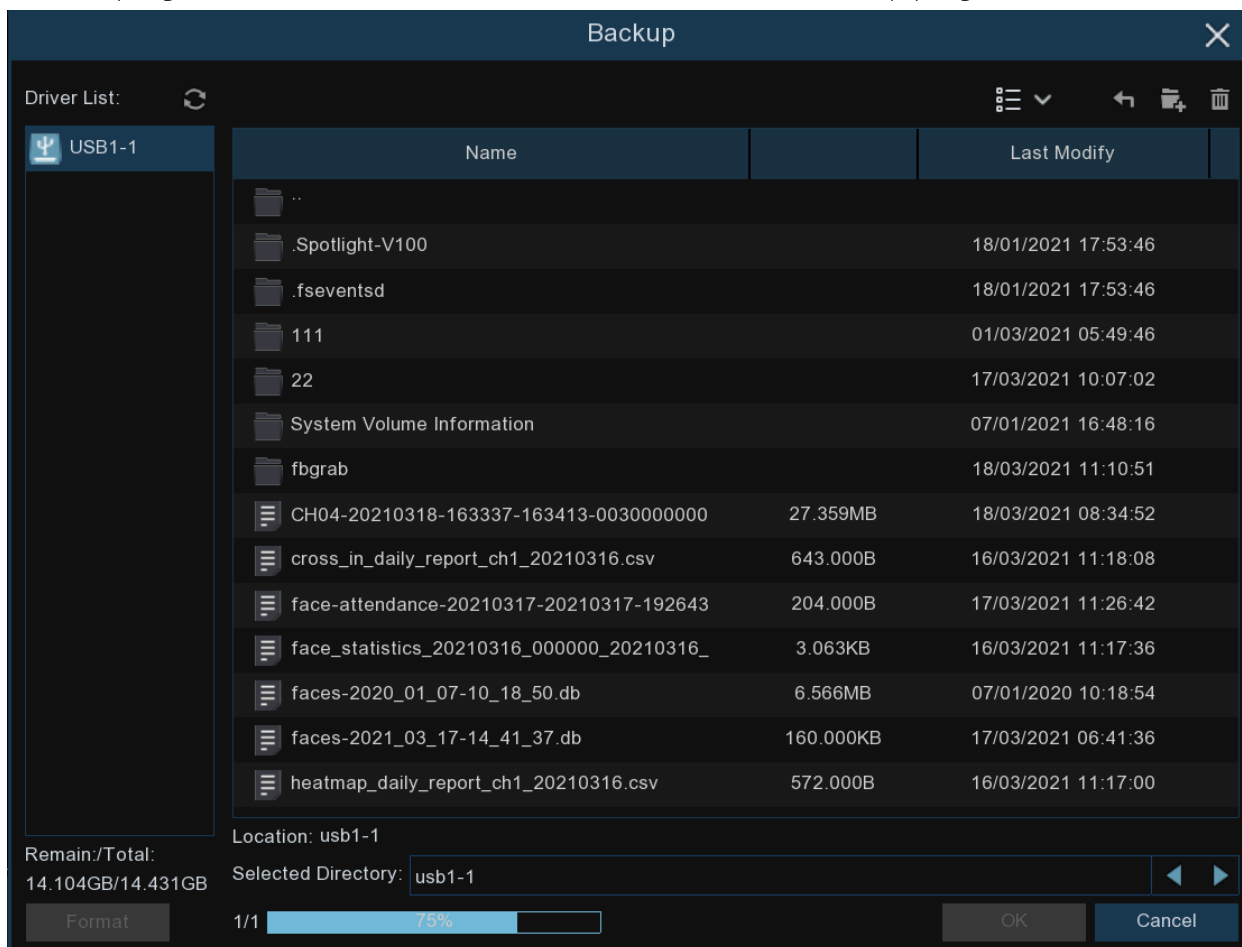 Backup
Driver List:
USB1-1
Name Last Modify
..
.Spotlight-V100 18/01/2021 17:53:46
.fseventsd 18/01/2021 17:53:46
111 01/03/2021 05:49:46
22 17/03/2021 10:07:02
System Volume Information 07/01/2021 16:48:16
fbgrab 18/03/2021 11:10:51
CH04-20210318-163337-163413-0030000000 27.359MB 18/03/2021 08:34:52
cross_in_daily_report_ch1_20210316.csv 643.000B 16/03/2021 11:18:08
face-attendance-20210317-20210317-192643 204.000B 17/03/2021 11:26:42
face_statistics_20210316_000000_20210316_ 3.063KB 16/03/2021 11:17:36
faces-2020_01_07-10_18_50.db 6.566MB 07/01/2020 10:18:54
faces-2021_03_17-14_41_37.db 160.000KB 17/03/2021 06:41:36
heatmap_daily_report_ch1_20210316.csv 572.000B 16/03/2021 11:17:00
Location: usb1-1
Remain:/Total:
14.104GB/14.431GB
Selected Directory: usb1-1
Format 1/1 75% OK Cancel